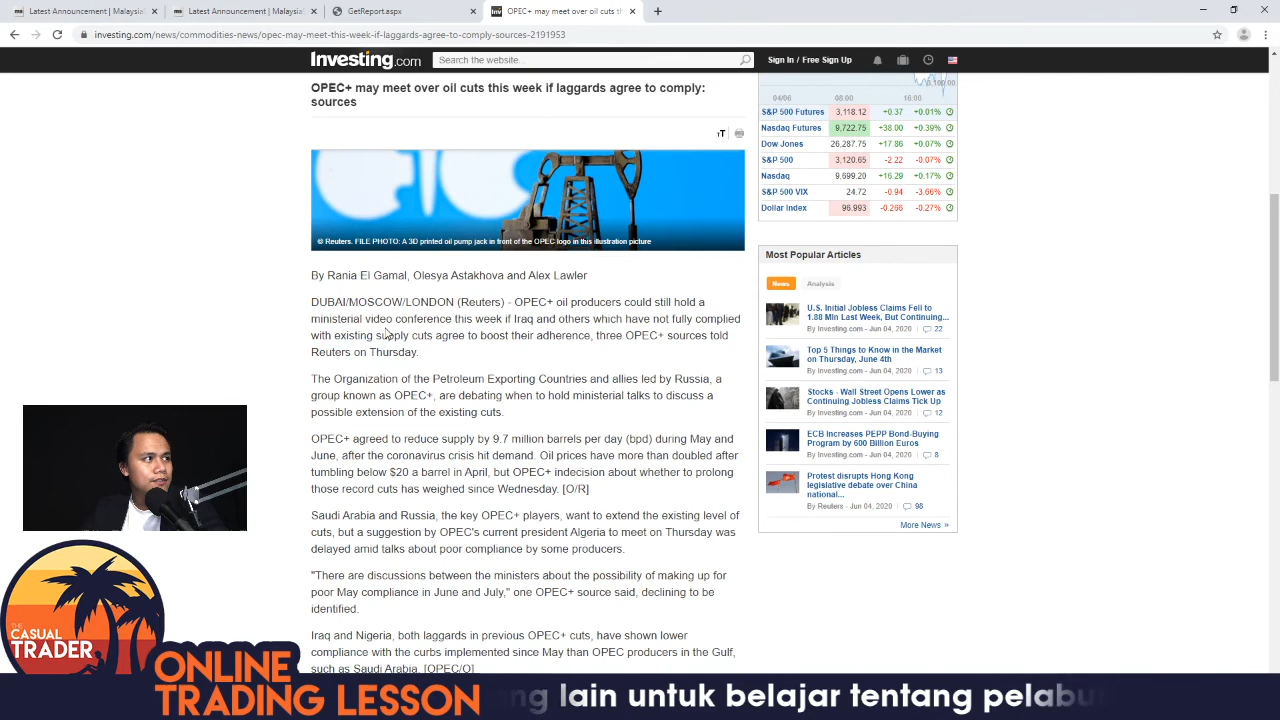 Latest Announcement | Malaysia
Latest Announcement | Malaysia
GetReport.aspx
OPEC+ may meet over oil cuts th
investing.com/news/commodities-news/opec-may-meet-this-week-if-laggards-agree-to-comply-sources-2191953
Investing.com
Search the website...
Sign In / Free Sign Up
OPEC+ may meet over oil cuts this week if laggards agree to comply:
sources
© Reuters. FILE PHOTO: A 3D printed oil pump jack in front of the OPEC logo in this illustration picture
By Rania El Gamal, Olesya Astakhova and Alex Lawler
DUBAI/MOSCOW/LONDON (Reuters) - OPEC+ oil producers could still hold a
ministerial video conference this week if Iraq and others which have not fully complied
with existing supply cuts agree to boost their adherence, three OPEC+ sources told
Reuters on Thursday.
The Organization of the Petroleum Exporting Countries and allies led by Russia, a
group known as OPEC+, are debating when to hold ministerial talks to discuss a
possible extension of the existing cuts.
OPEC+ agreed to reduce supply by 9.7 million barrels per day (bpd) during May and
June, after the coronavirus crisis hit demand. Oil prices have more than doubled after
tumbling below $20 a barrel in April, but OPEC+ indecision about whether to prolong
those record cuts has weighed since Wednesday. [O/R]
Saudi Arabia and Russia, the key OPEC+ players, want to extend the existing level of
cuts, but a suggestion by OPEC's current president Algeria to meet on Thursday was
delayed amid talks about poor compliance by some producers.
"There are discussions between the ministers about the possibility of making up for
poor May compliance in June and July," one OPEC+ source said, declining to be
identified.
Iraq and Nigeria, both laggards in previous OPEC+ cuts, have shown lower
compliance with the curbs implemented since May than OPEC producers in the Gulf,
such as Saudi Arabia. [OPEC/O]
3,100.00
04/06 08:00 16:00
S&P 500 Futures 3,118.12 +0.37 +0.01%
Nasdaq Futures 9,722.75 +38.00 +0.39%
Dow Jones 26,287.75 +17.86 +0.07%
S&P 500 3,120.65 -2.22 -0.07%
Nasdaq 9,699.20 +16.29 +0.17%
S&P 500 VIX 24.72 -0.94 -3.66%
Dollar Index 96.993 -0.266 -0.27%
Most Popular Articles
News Analysis
U.S. Initial Jobless Claims Fell to
1.88 Mln Last Week, But Continuing...
By Investing.com - Jun 04, 2020 22
Top 5 Things to Know in the Market
on Thursday, June 4th
By Investing.com - Jun 04, 2020 13
Stocks - Wall Street Opens Lower as
Continuing Jobless Claims Tick Up
By Investing.com - Jun 04, 2020 12
ECB Increases PEPP Bond-Buying
Program by 600 Billion Euros
By Investing.com - Jun 04, 2020 8
Protest disrupts Hong Kong
legislative debate over China
national...
By Reuters - Jun 04, 2020 98
More News »
THE
CASUAL
TRADER
ONLINE
TRADING LESSON
ang lain untuk belajar tentang pelabu